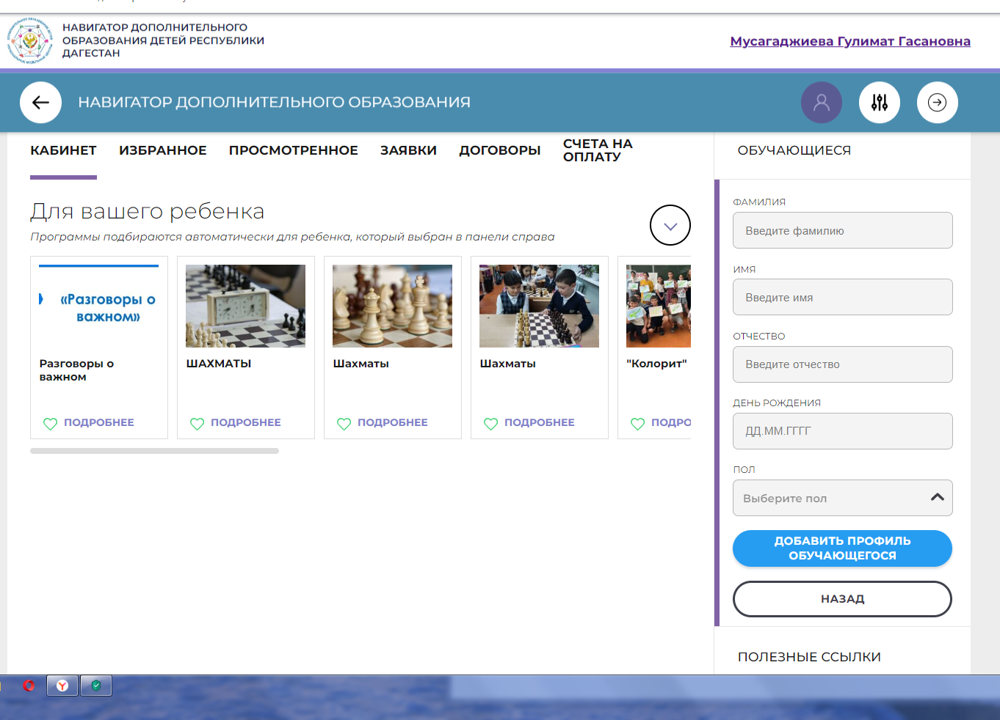 НАВИГАТОР ДОПОЛНИТЕЛЬНОГО
ОБРАЗОВАНИЯ ДЕТЕЙ РЕСПУБЛИКИ
ДАГЕСТАН
Мусагаджиева Гулимат Гасановна
НАВИГАТОР ДОПОЛНИТЕЛЬНОГО ОБРАЗОВАНИЯ
КАБИНЕТ
ИЗБРАННОЕ
ПРОСМОТРЕННОЕ
ЗАЯВКИ
ДОГОВОРЫ
СЧЕТА НА
ОПЛАТУ
Для вашего ребенка
Программы подбираются автоматически для ребенка, который выбран в панели справа
«Разговоры о
важном»
Разговоры о
важном
ПОДРОБНЕЕ
ШАХМАТЫ
ПОДРОБНЕЕ
Шахматы
ПОДРОБНЕЕ
Шахматы
ПОДРОБНЕЕ
"Колорит"
ПОДРО
ОБУЧАЮЩИЕСЯ
ФАМИЛИЯ
Введите фамилию
ИМЯ
Введите имя
ОТЧЕСТВО
Введите отчество
ДЕНЬ РОЖДЕНИЯ
ДД.ММ.ГГГГ
ПОЛ
Выберите пол
ДОБАВИТЬ ПРОФИЛЬ
ОБУЧАЮЩЕГОСЯ
НАЗАД
ПОЛЕЗНЫЕ ССЫЛКИ